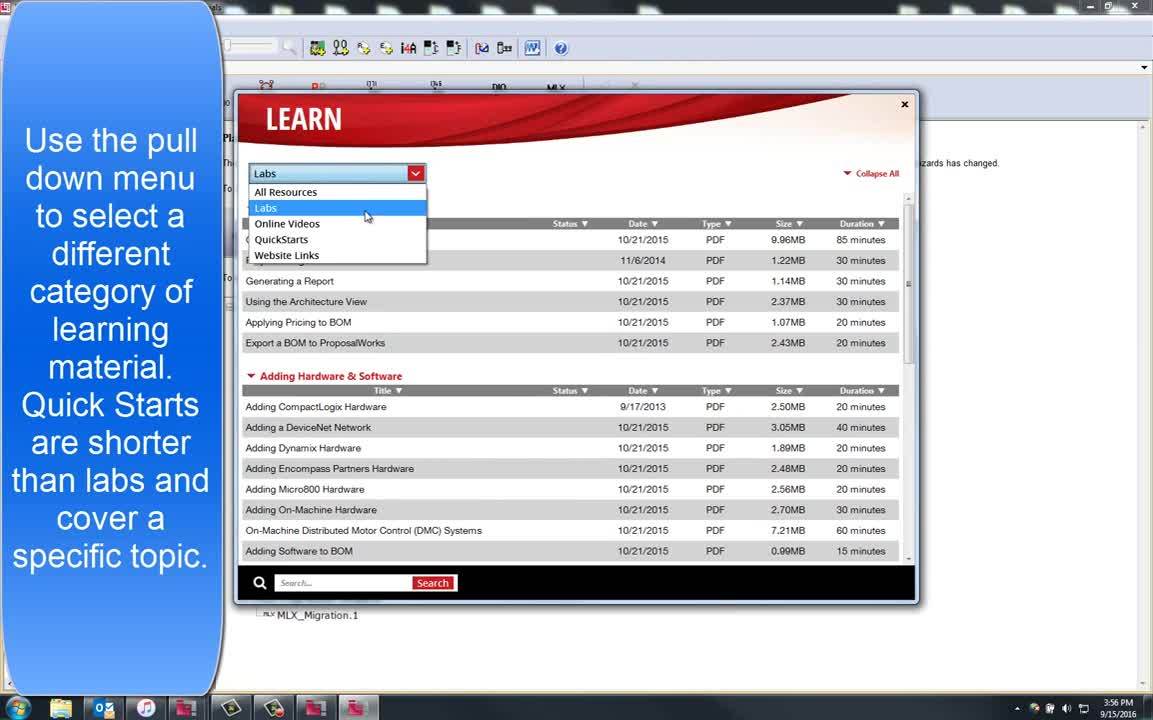 Use the pull
down menu
to select a
different
category of
learning
material.
Quick Starts
are shorter
than labs and
cover a
specific topic.
LEARN
Labs
Collapse All
All Resources
Labs
Online Videos
QuickStarts
Website Links
Status Date Type Size Duration
10/21/2015 PDF 9.96MB 85 minutes
11/6/2014 PDF 1.22MB 30 minutes
Generating a Report 10/21/2015 PDF 1.14MB 30 minutes
Using the Architecture View 10/21/2015 PDF 2.37MB 30 minutes
Applying Pricing to BOM 10/21/2015 PDF 1.07MB 20 minutes
Export a BOM to ProposalWorks 10/21/2015 PDF 2.43MB 20 minutes
Adding Hardware & Software
Title Status Date Type Size Duration
Adding CompactLogix Hardware 9/17/2013 PDF 2.50MB 20 minutes
Adding a DeviceNet Network 10/21/2015 PDF 3.05MB 40 minutes
Adding Dynamix Hardware 10/21/2015 PDF 1.89MB 20 minutes
Adding Encompass Partners Hardware 10/21/2015 PDF 2.48MB 20 minutes
Adding Micro800 Hardware 10/21/2015 PDF 2.56MB 20 minutes
Adding On-Machine Hardware 10/21/2015 PDF 2.70MB 30 minutes
On-Machine Distributed Motor Control (DMC) Systems 10/21/2015 PDF 7.21MB 60 minutes
Adding Software to BOM 10/21/2015 PDF 0.99MB 15 minutes
Search... Search
has changed.
MLX_Migration.1
3:56 PM
9/15/2016